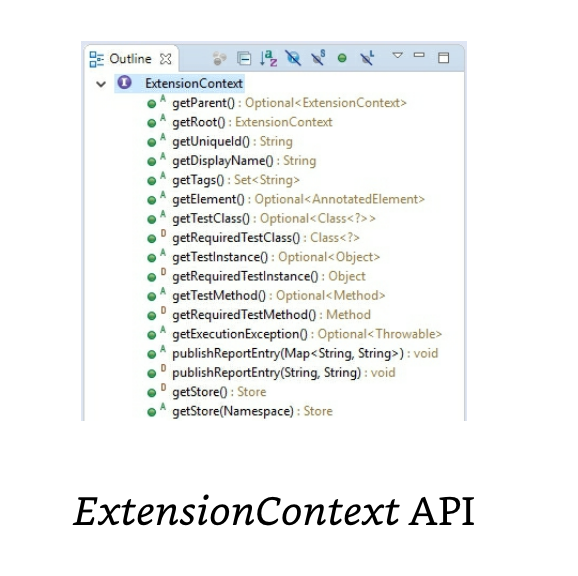 Outline
ExtensionContext
A getParent() : Optional<ExtensionContext>
A getRoot() : ExtensionContext
A getUniqueId() : String
A getDisplayName() : String
A getTags() : Set<String>
A getElement() : Optional<AnnotatedElement>
A getTestClass() : Optional<Class<?>>
D getRequiredTestClass() : Class<?>
A getTestInstance() : Optional<Object>
D getRequiredTestInstance() : Object
A getTestMethod() : Optional<Method>
D getRequiredTestMethod() : Method
A getExecutionException() : Optional<Throwable>
A publishReportEntry(Map<String, String>) : void
D publishReportEntry(String, String) : void
D getStore() : Store
A getStore(Namespace) : Store
ExtensionContext API